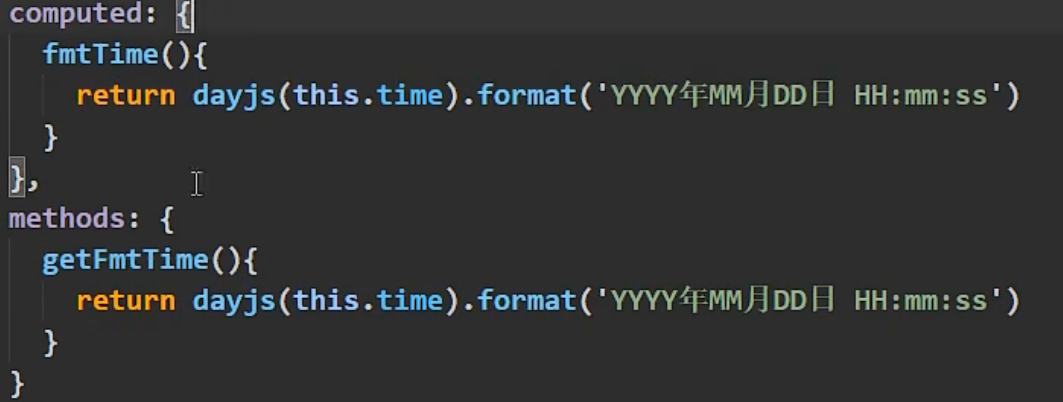 computed: {
fmtTime(){
return dayjs(this.time).format('YYYY年MM月DD日 HH:mm:ss')
}
},
methods: {
getFmtTime(){
return dayjs(this.time).format('YYYY年MM月DD日 HH:mm:ss')
}
}